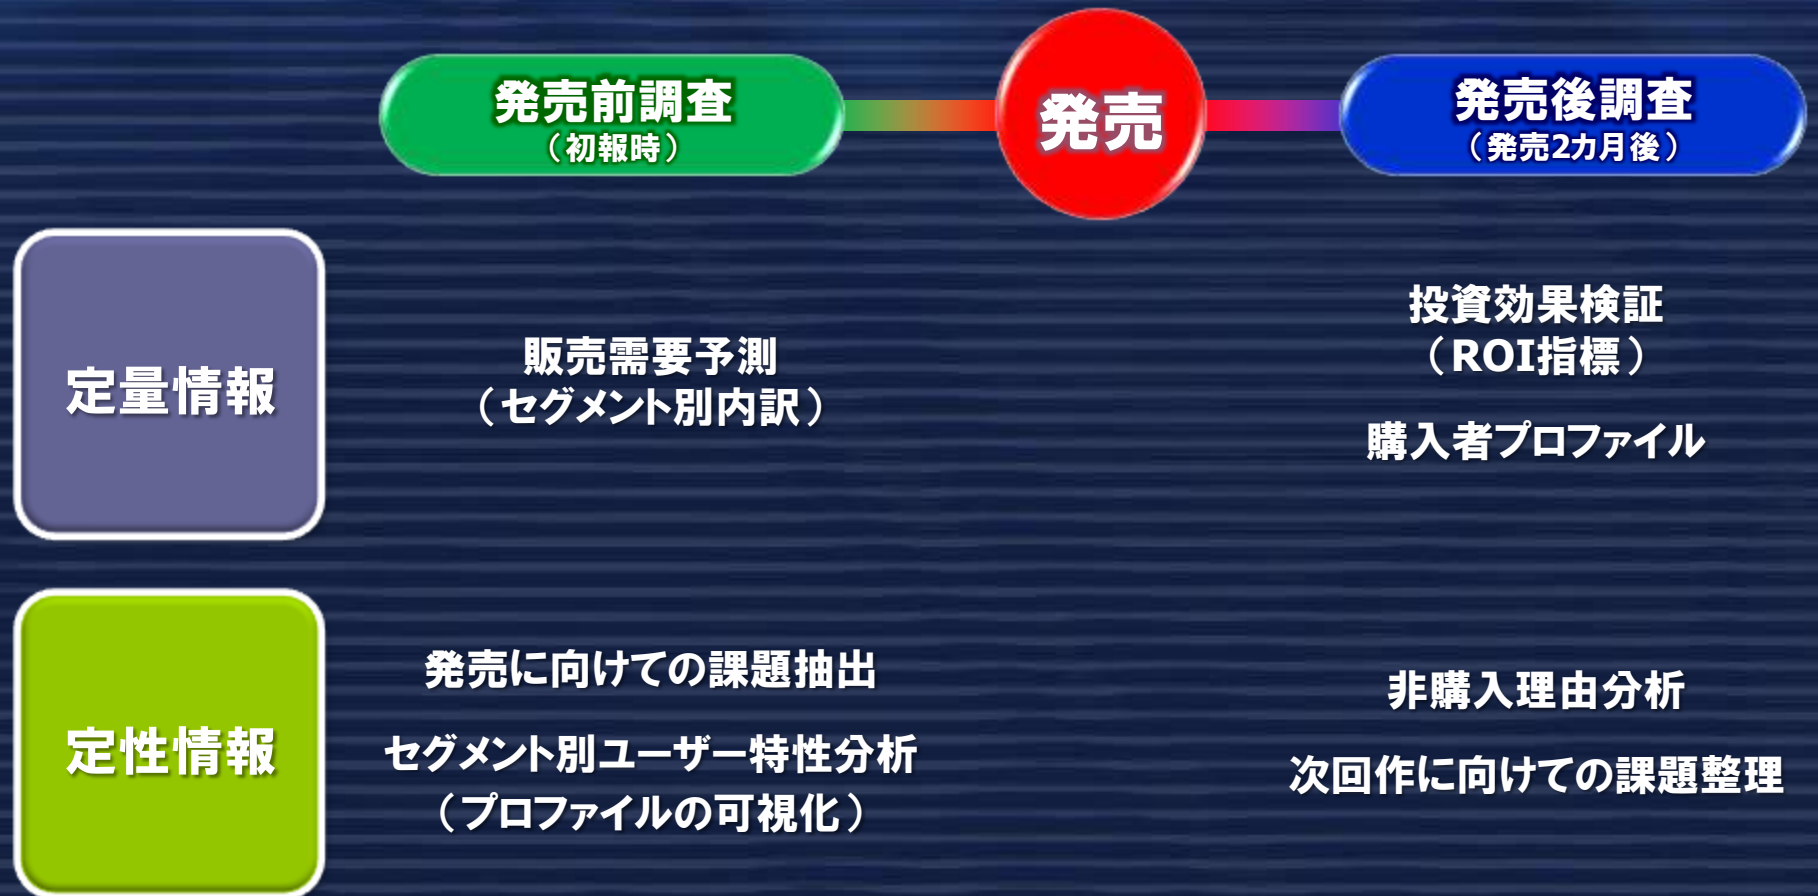 発売前調査
（初報時）
発売
発売後調査
（発売2カ月後）
定量情報
販売需要予測
（セグメント別内訳）
投資効果検証
（ROI指標）
購入者プロファイル
定性情報
発売に向けての課題抽出
セグメント別ユーザー特性分析
（プロファイルの可視化）
非購入理由分析
次回作に向けての課題整理